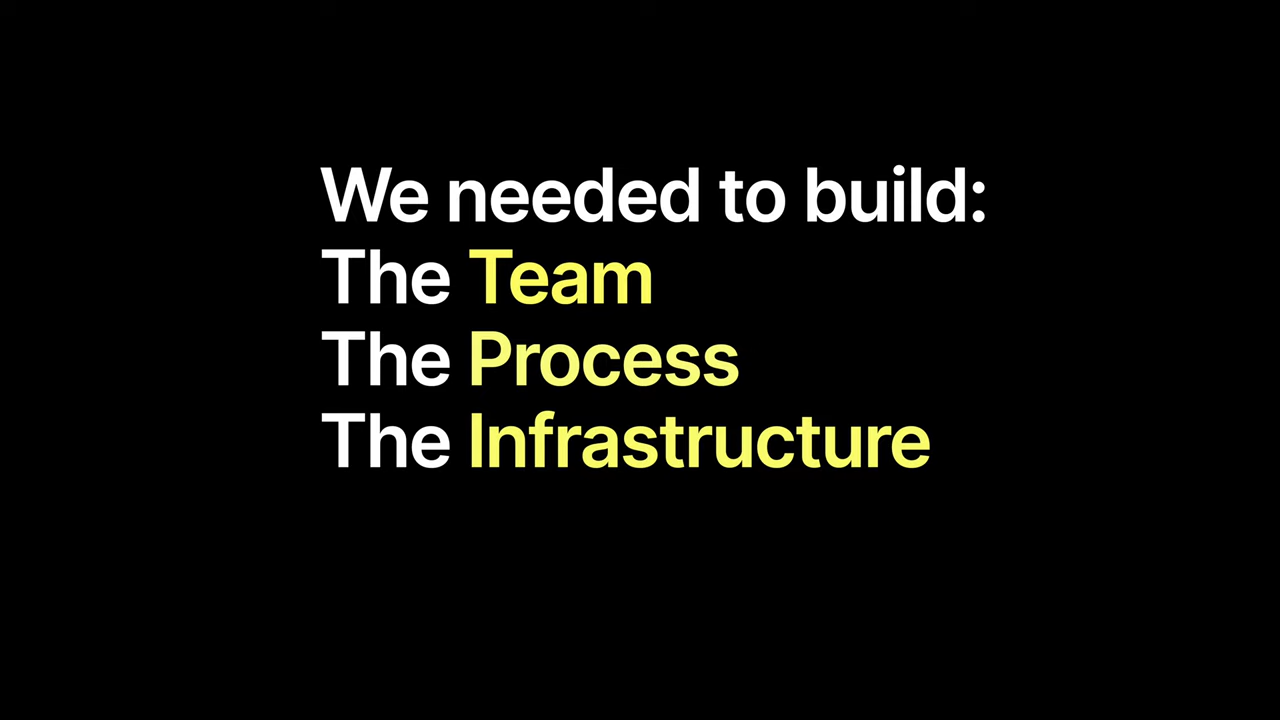 We needed to build:
The Team
The Process
The Infrastructure